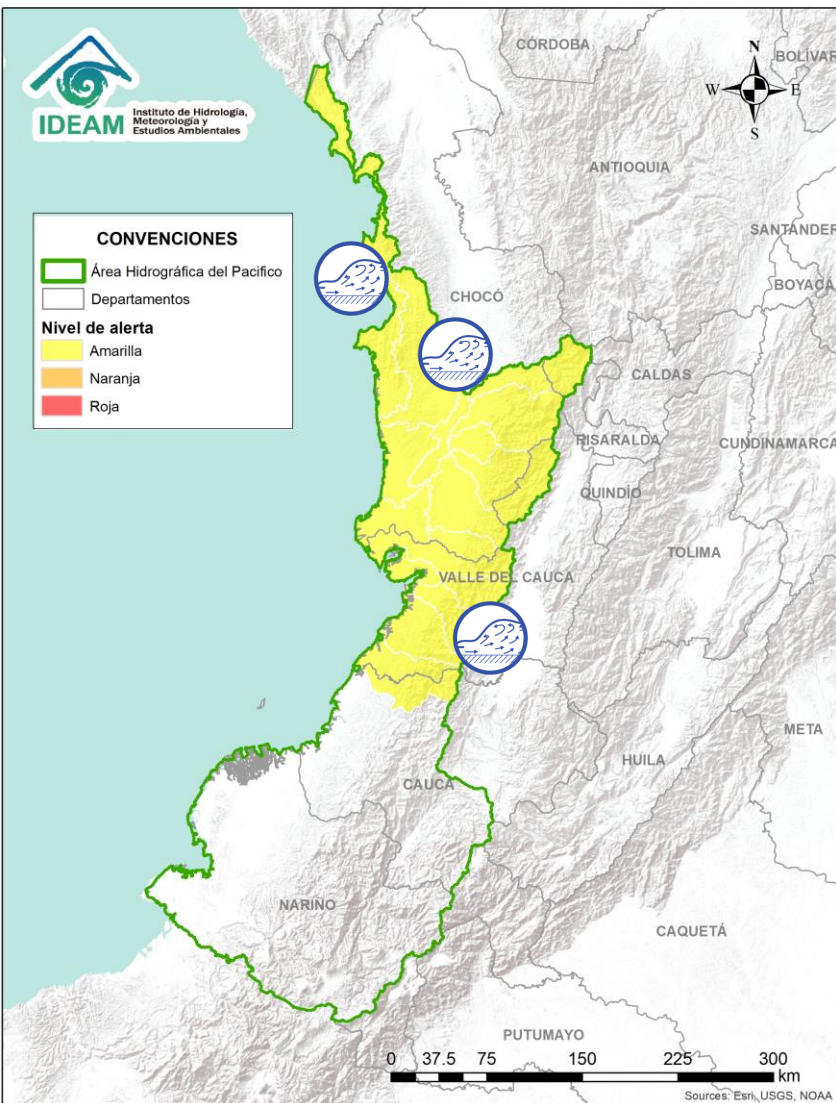 IDEAM
Instituto de Hidrología,
Meteorología y
Estudios Ambientales
CONVENCIONES
Área Hidrográfica del Pacifico
Departamentos
Nivel de alerta
Amarilla
Naranja
Roja
N
W E
S
CÓRDOBA
BOLÍVAR
ANTIOQUIA
SANTANDER
BOYACÁ
CHOCÓ
CALDAS
RISARALDA
CUNDINAMARCA
QUINDÍO
TOLIMA
VALLE DEL CAUCA
META
HUILA
CAUCA
NARIÑO
CAQUETÁ
PUTUMAYO
0 37.5 75 150 225 300
km
Sources: Esri, USGS, NOAA